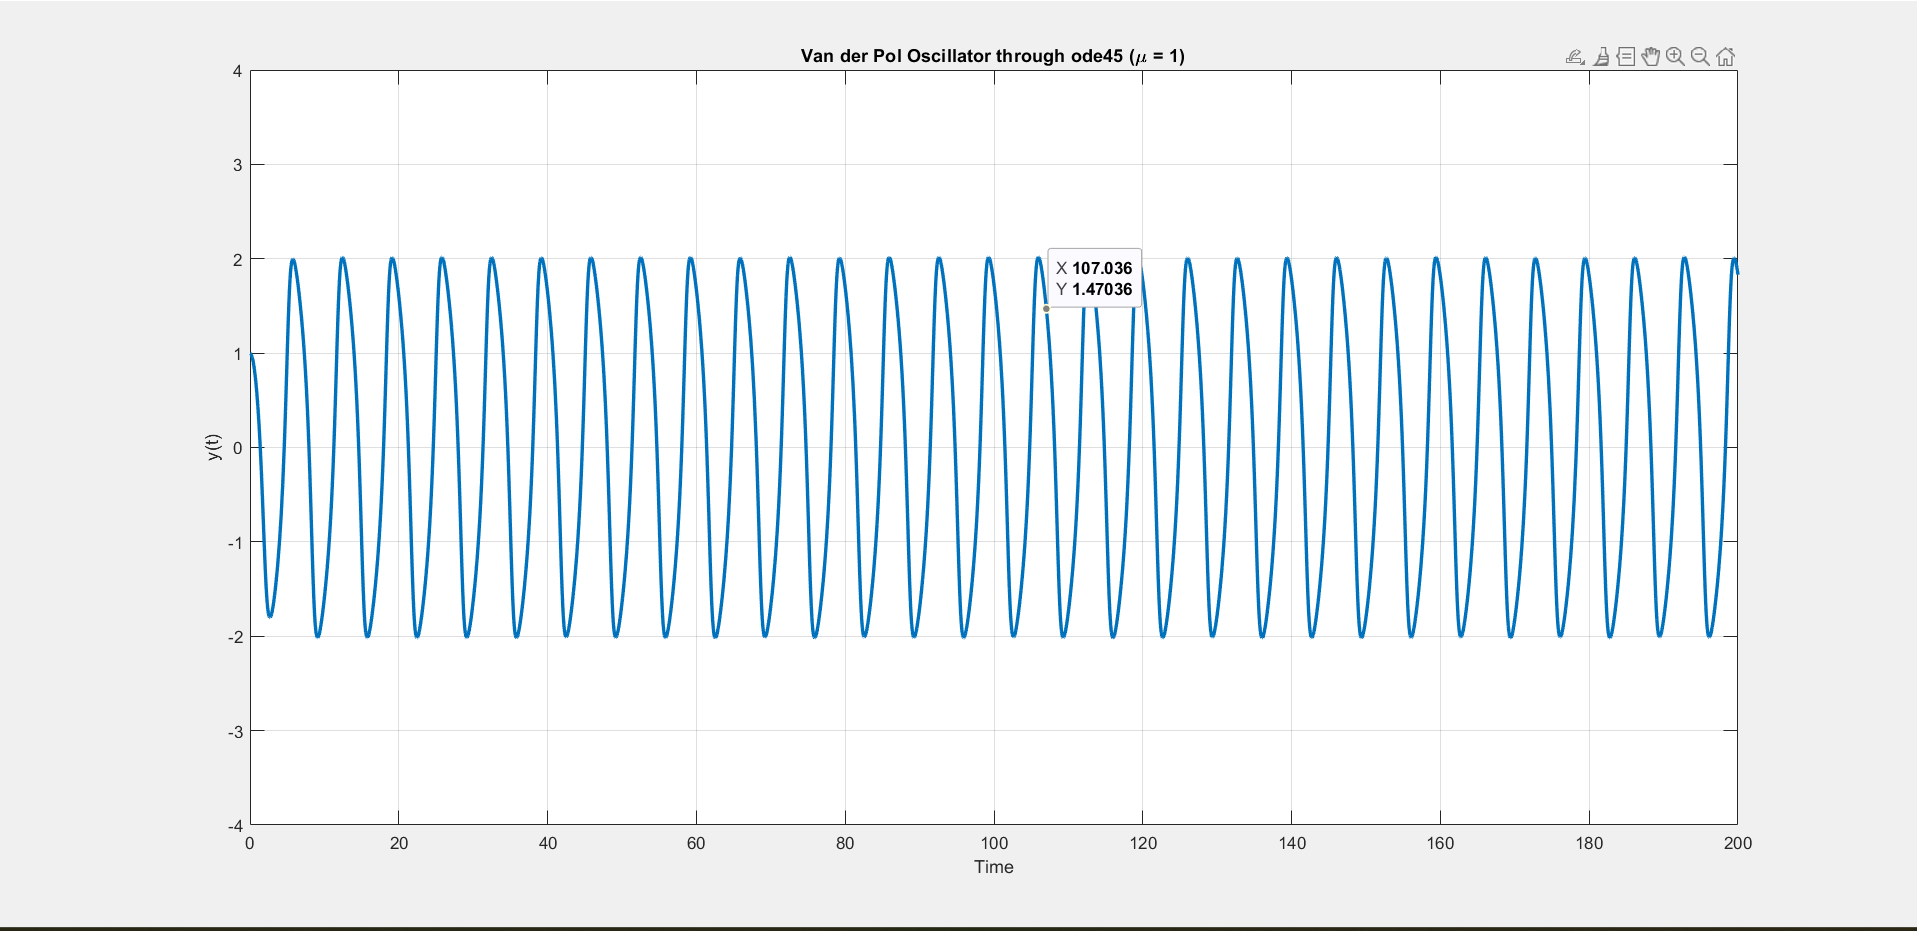 Van der Pol Oscillator through ode45 (μ = 1)
4
3
2
1
0
-1
-2
-3
-4
y(t)
X 107.036
Y 1.47036
0 20 40 60 80 100 120 140 160 180 200
Time